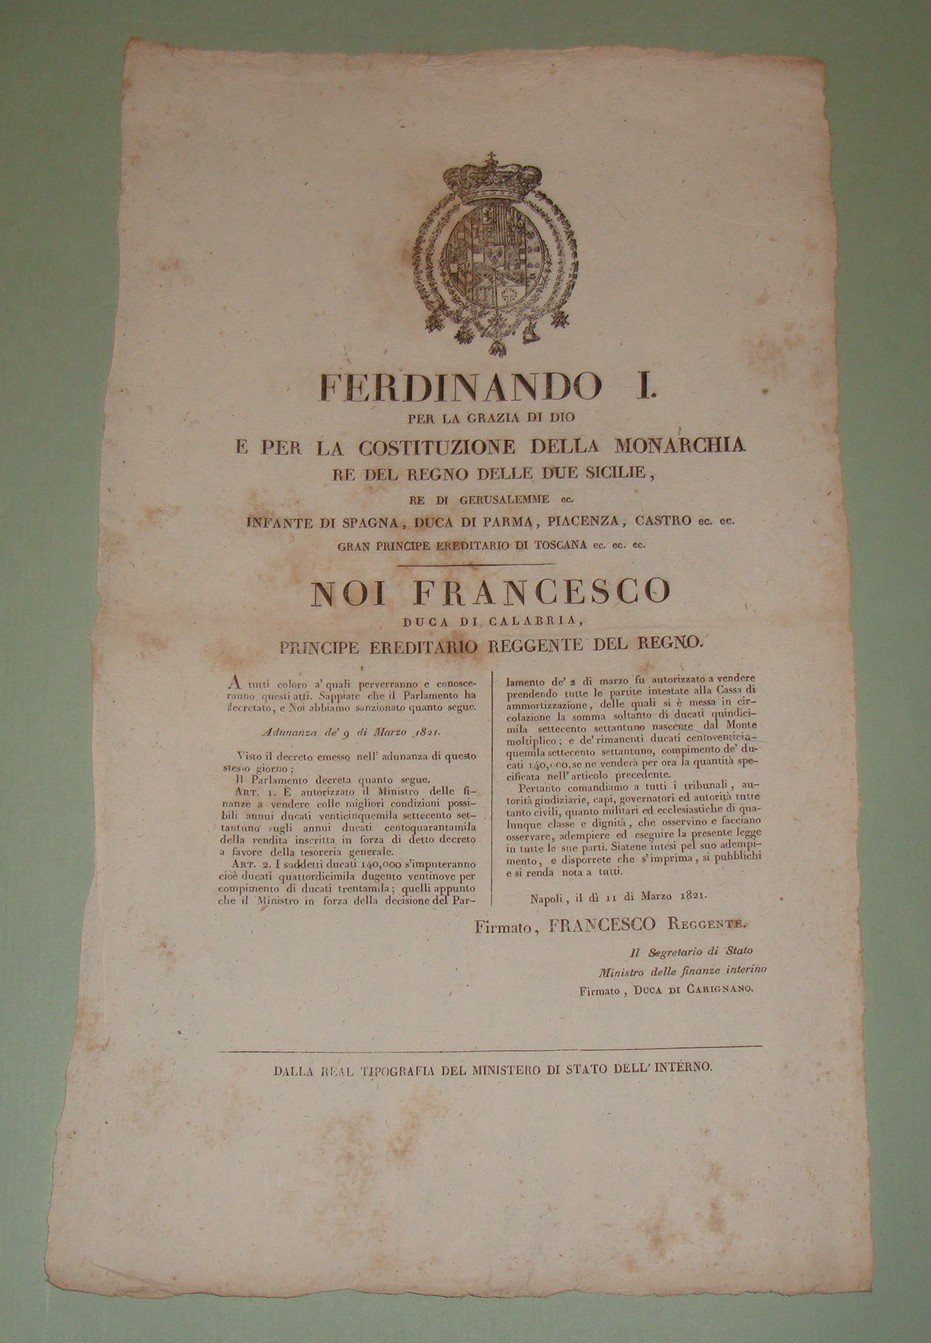 FERDINANDO I.
PER LA GRAZIA DI DIO
E PER LA COSTITUZIONE DELLA MONARCHIA
RE DEL REGNO DELLE DUE SICILIE,
RE DI GERUSALEMME ec.
INFANTE DI SPAGNA, DUCA DI PARMA, PIACENZA, CASTRO ec. ec.
GRAN PRINCIPE EREDITARIO DI TOSCANA ec. ec. ec.
NOI FRANCESCO
DUCA DI CALABRIA,
PRINCIPE EREDITARIO REGGENTE DEL REGNO.
A tutti coloro a' quali perverranno e conosce-
ranno questi atti. Sappiate che il Parlamento ha
decretato, e Noi abbiamo sanzionato quanto segue.
Adunanza de' 9 di Marzo 1821.
Visto il decreto emesso nell' adunanza di questo
stesso giorno;
Il Parlamento decreta quanto segue.
ART. 1. È autorizzato il Ministro delle fi-
nanze a vendere colle migliori condizioni possi-
bili annui ducati venticinquemila settecento set-
tantuno sugli annui ducati centoquarantamila
della rendita inscritta in forza di detto decreto
a favore della tesoreria generale.
ART. 2. I suddetti ducati 140,000 s'imputeranno
cioè ducati quattordicimila dugento ventinove per
compimento di ducati trentamila; quelli appunto
che il Ministro in forza della decisione del Par-
lamento de' 2 di marzo fu autorizzato a vendere
prendendo tutte le partite intestate alla Cassa di
ammortizzazione, delle quali si è messa in cir-
colazione la somma soltanto di ducati quindici-
mila settecento settantuno nascente dal Monte
moltiplico; e de' rimanenti ducati centoventicin-
quemila settecento settantuno, compimento de' du-
cati 140,000, se ne venderà per ora la quantità spe-
cificata nell' articolo precedente.
Pertanto comandiamo a tutti i tribunali, au-
torità giudiziarie, capi, governatori ed autorità tutte
tanto civili, quanto militari ed ecclesiastiche di qua-
lunque classe e dignità, che osservino e facciano
osservare, adempiere ed eseguire la presente legge
in tutte le sue parti. Siatene intesi pel suo adempi-
mento, e disporrete che s'imprima, si pubblichi
e si renda nota a tutti.
Napoli, il dì 11 di Marzo 1821.
Firmato, FRANCESCO REGGENTE.
Il Segretario di Stato
Ministro delle finanze interino
Firmato, DUCA DI CARIGNANO.
DALLA REAL TIPOGRAFIA DEL MINISTERO DI STATO DELL' INTERNO.